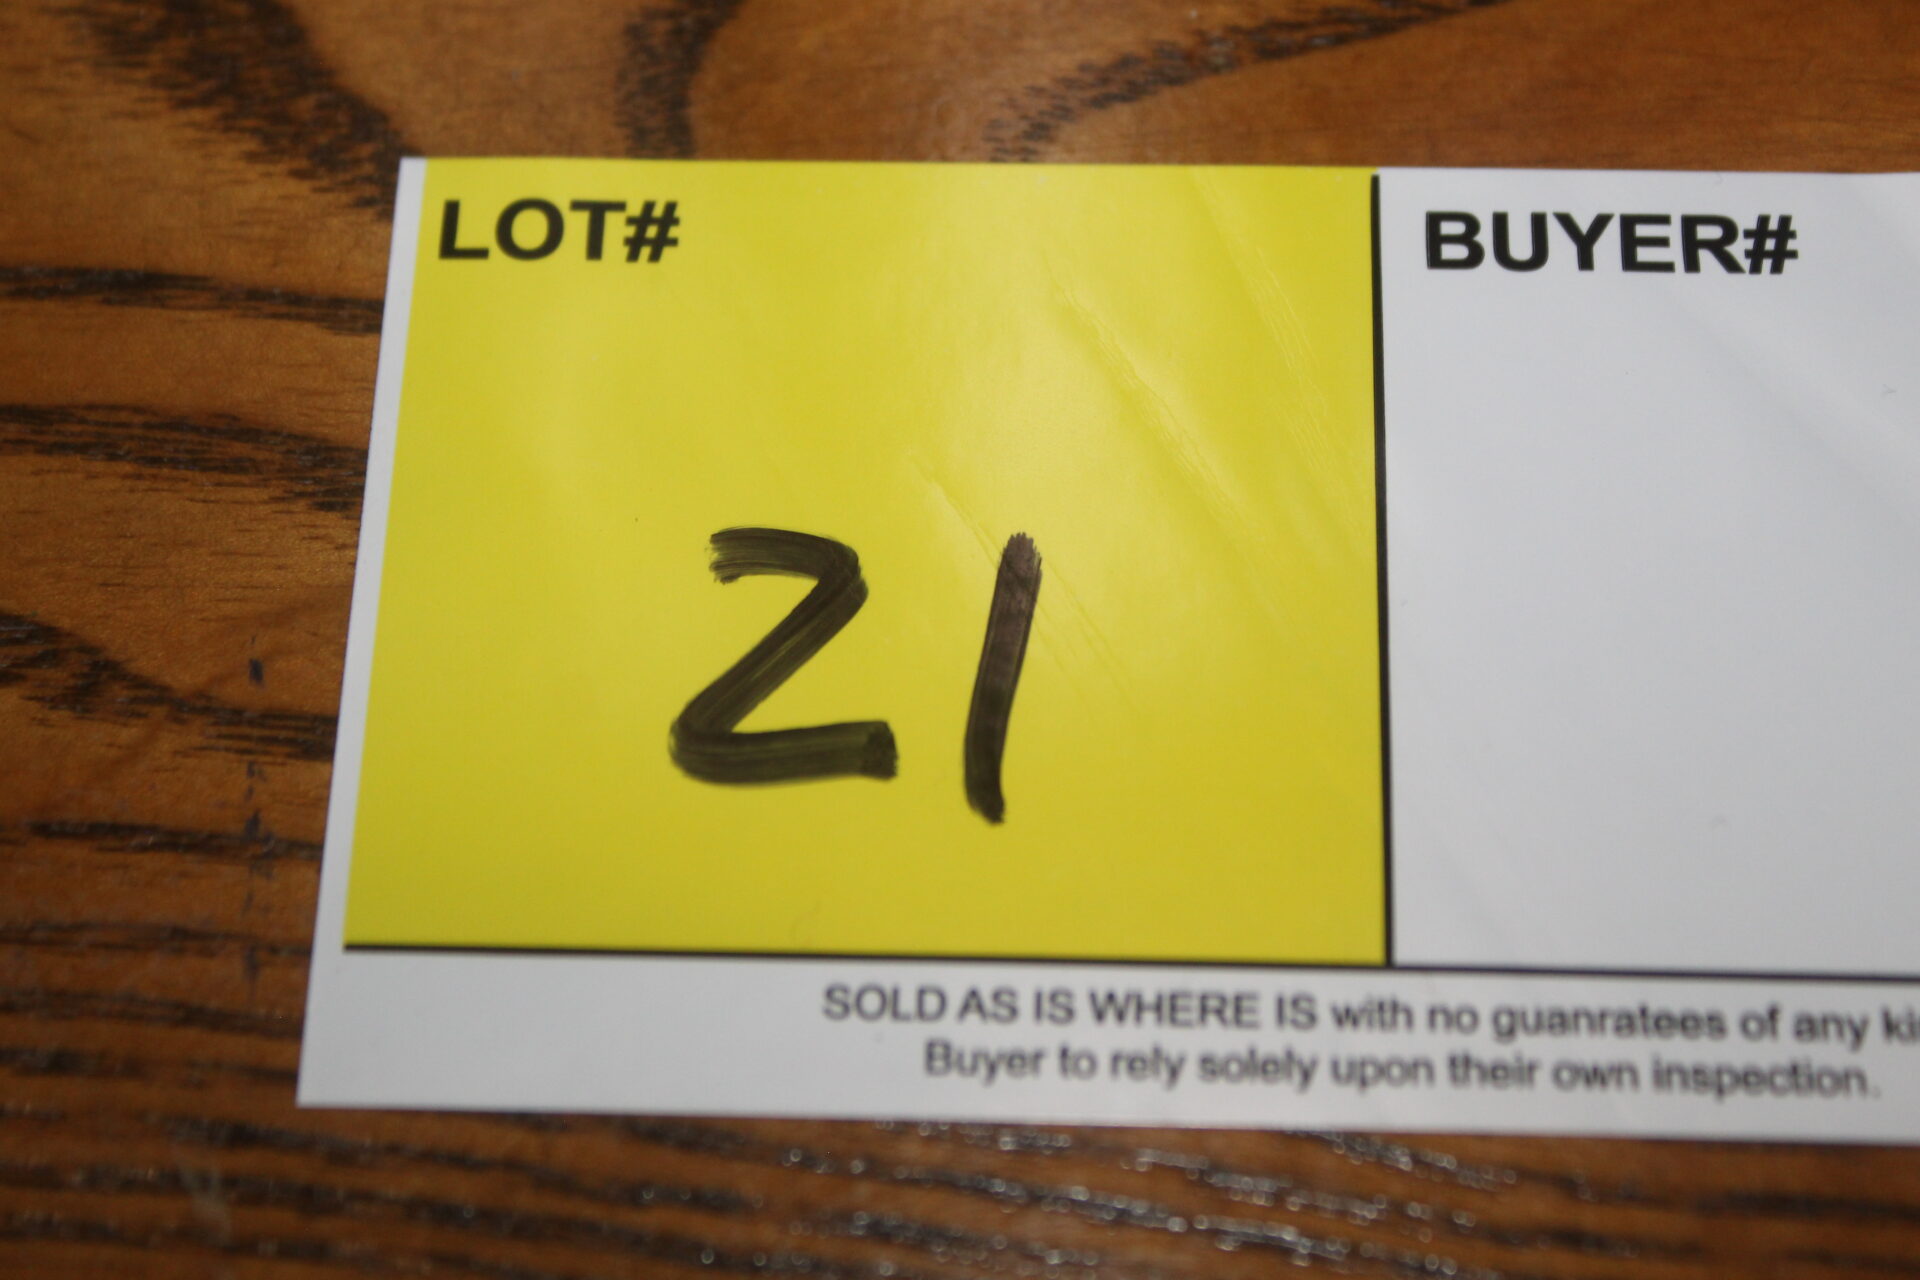 LOT# BUYER#
21
SOLD AS IS WHERE IS with no guanratees of any
Buyer to rely solely upon their own inspection.